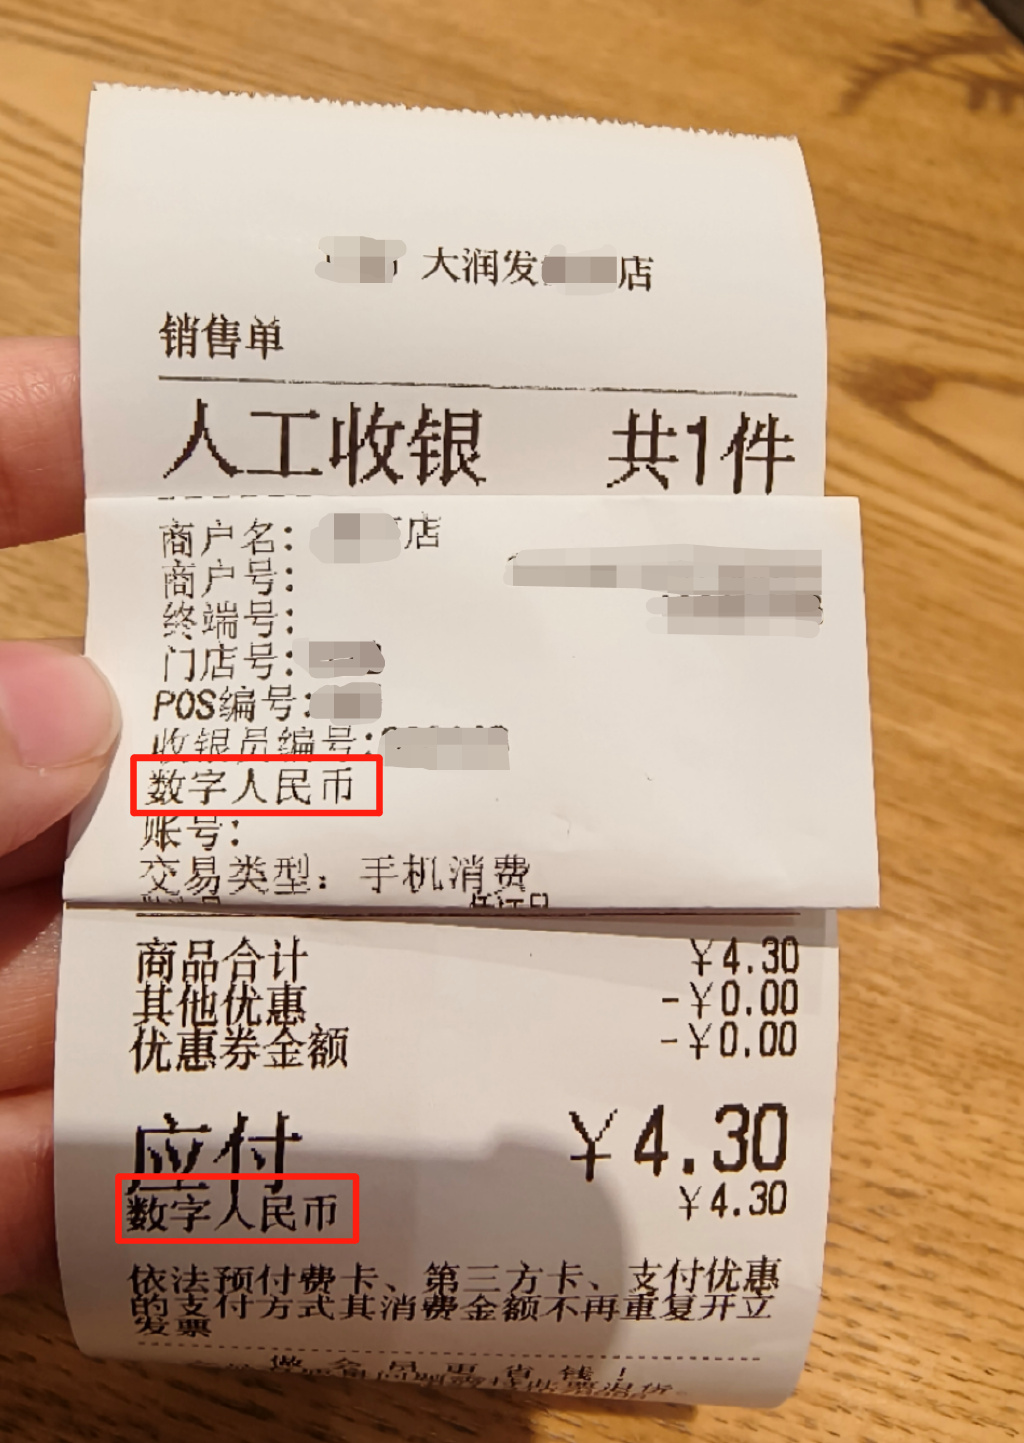 大润发 店
销售单
人工收银 共1件
商户名: 店
商户号:
终端号:
门店号:
POS编号:
收银员编号:
数字人民币
账号:
交易类型: 手机消费
商品合计 ¥4.30
其他优惠 -¥0.00
优惠券金额 -¥0.00
应付 ¥4.30
数字人民币 ¥4.30
依法预付费卡、第三方卡、支付优惠
的支付方式其消费金额不再重复开立
发票
做会员更省钱!